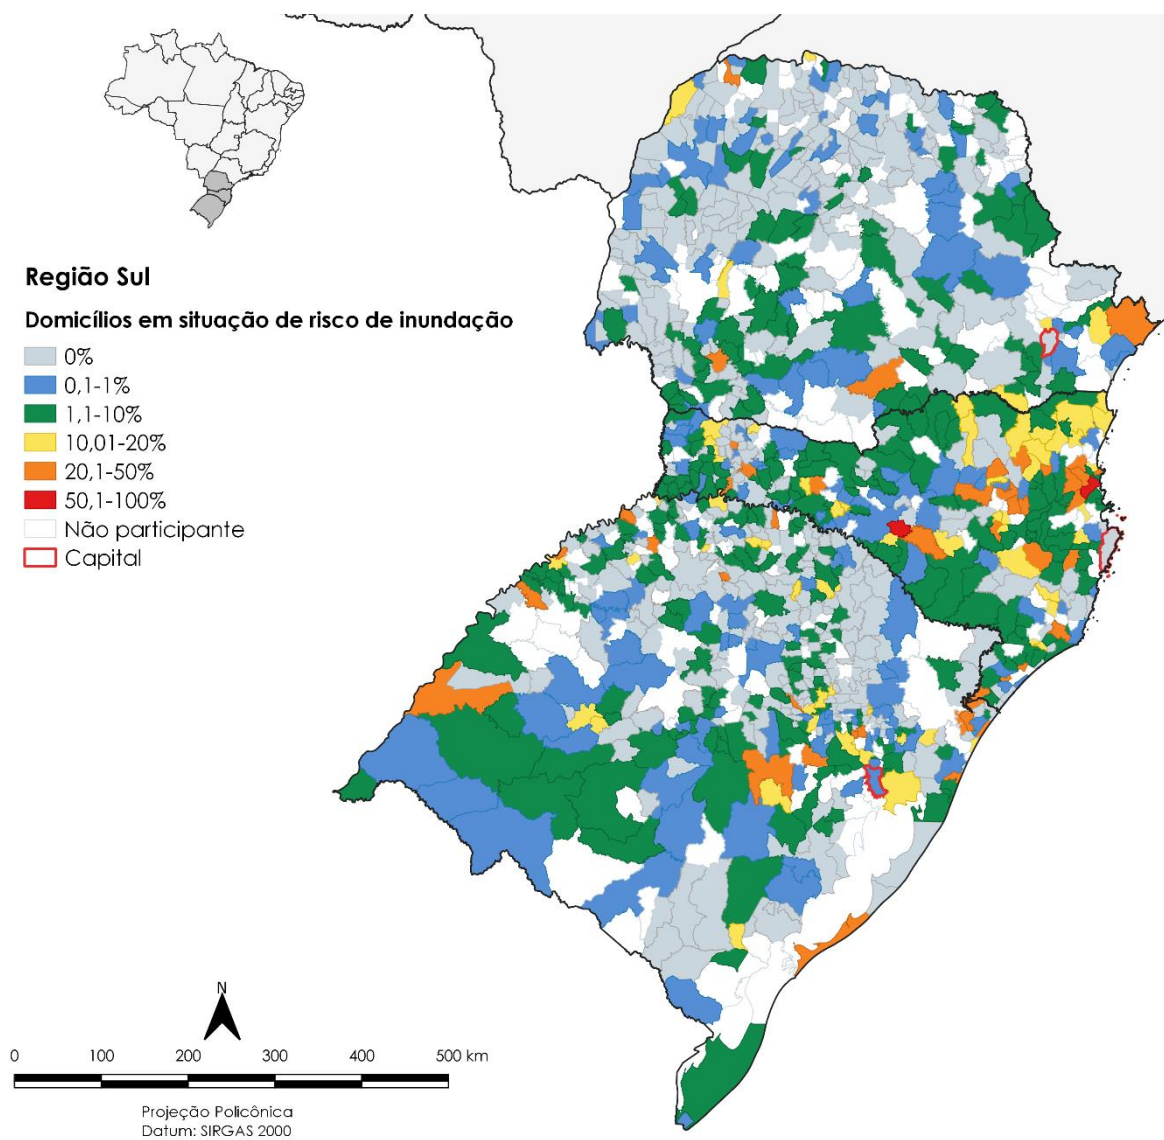 Região Sul
Domicílios em situação de risco de inundação
0%
0,1-1%
1,1-10%
10,01-20%
20,1-50%
50,1-100%
Não participante
Capital
N
0 100 200 300 400 500 km
Projeção Policônica
Datum: SIRGAS 2000